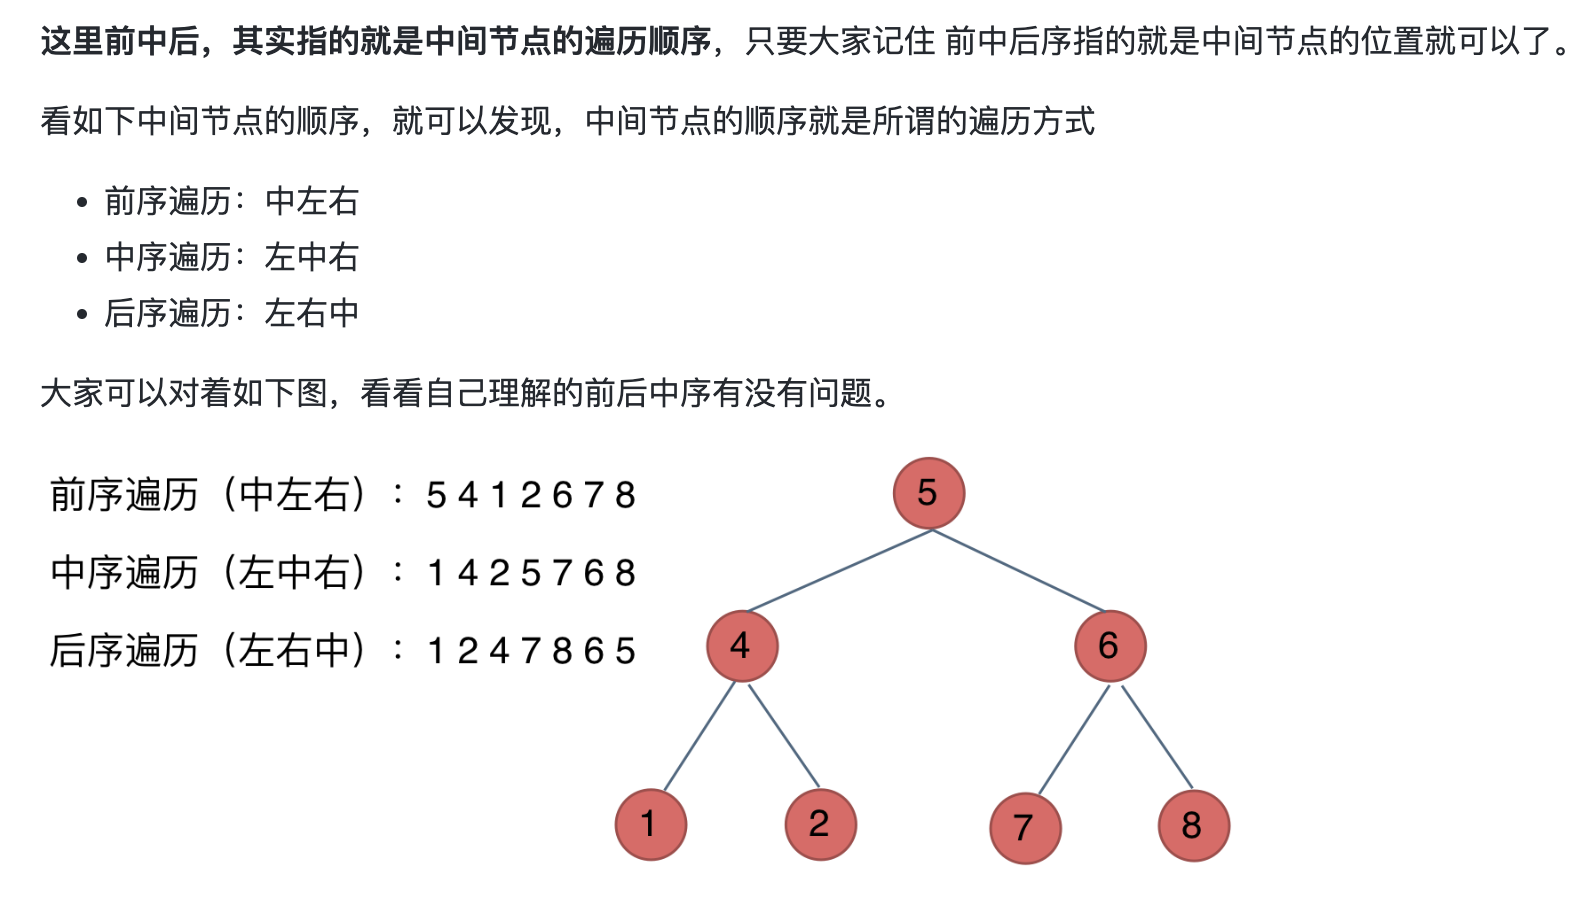 这里前中后，其实指的就是中间节点的遍历顺序，只要大家记住 前中后序指的就是中间节点的位置就可以了。
看如下中间节点的顺序，就可以发现，中间节点的顺序就是所谓的遍历方式
• 前序遍历：中左右
• 中序遍历：左中右
• 后序遍历：左右中
大家可以对着如下图，看看自己理解的前后中序有没有问题。
前序遍历（中左右）：5 4 1 2 6 7 8
中序遍历（左中右）：1 4 2 5 7 6 8
后序遍历（左右中）：1 2 4 7 8 6 5
5
4
6
1
2
7
8